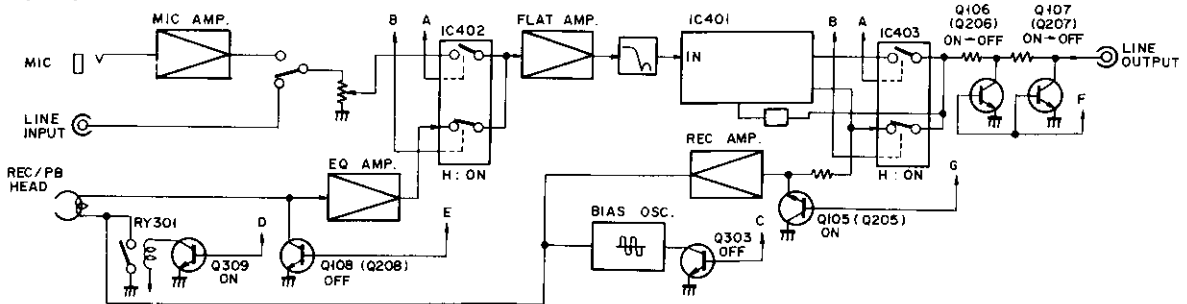 MIC AMP.
B
A
IC402
FLAT AMP.
IC401
B
A
IC403
Q106
(Q206)
ON→OFF
Q107
(Q207)
ON→OFF
LINE
OUTPUT
MIC
IN
LINE
INPUT
F
REC/PB
HEAD
EQ AMP.
H: ON
REC AMP.
H: ON
G
RY301
D
E
BIAS OSC.
C
Q105 (Q205)
ON
Q309
ON
Q108 (Q208)
OFF
Q303
OFF